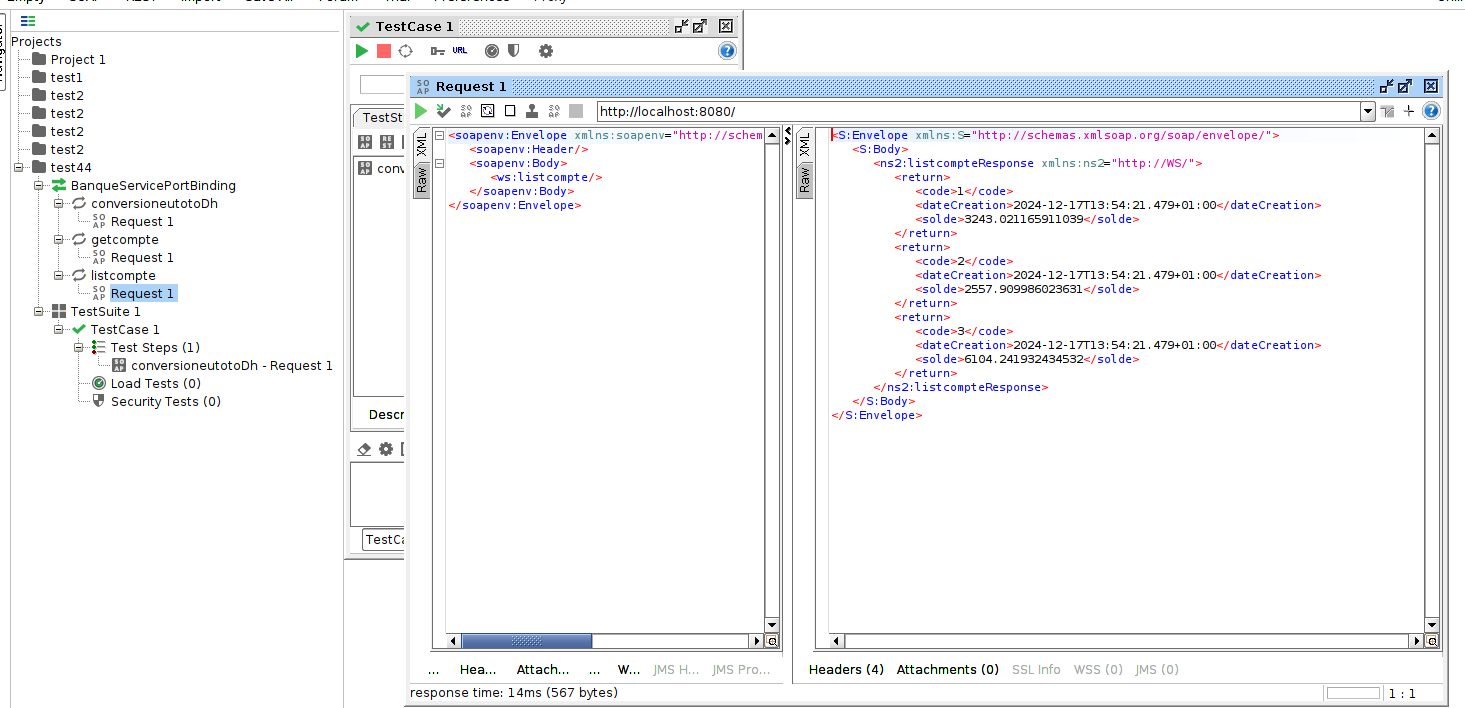 Projects
Project 1
test1
test2
test2
test2
test2
test44
BanqueServicePortBinding
conversioneutotoDh
Request 1
getcompte
Request 1
listcompte
Request 1
TestSuite 1
TestCase 1
Test Steps (1)
conversioneutotoDh - Request 1
Load Tests (0)
Security Tests (0)
TestCase 1
URL
TestSt
conv
Descr
TestCa
Request 1
http://localhost:8080/
XML
Raw
<soapenv:Envelope xmlns:soapenv="http://schem
<soapenv:Header/>
<soapenv:Body>
<ws:listcompte/>
</soapenv:Body>
</soapenv:Envelope>
XML
Raw
<S:Envelope xmlns:S="http://schemas.xmlsoap.org/soap/envelope/">
<S:Body>
<ns2:listcompteResponse xmlns:ns2="http://WS/">
<return>
<code>1</code>
<dateCreation>2024-12-17T13:54:21.479+01:00</dateCreation>
<solde>3243.021165911039</solde>
</return>
<return>
<code>2</code>
<dateCreation>2024-12-17T13:54:21.479+01:00</dateCreation>
<solde>2557.909986023631</solde>
</return>
<return>
<code>3</code>
<dateCreation>2024-12-17T13:54:21.479+01:00</dateCreation>
<solde>6104.241932434532</solde>
</return>
</ns2:listcompteResponse>
</S:Body>
</S:Envelope>
... Hea... Attach... ... W... JMS H... JMS Pro...
Headers (4) Attachments (0) SSL Info WSS (0) JMS (0)
response time: 14ms (567 bytes)
1 : 1